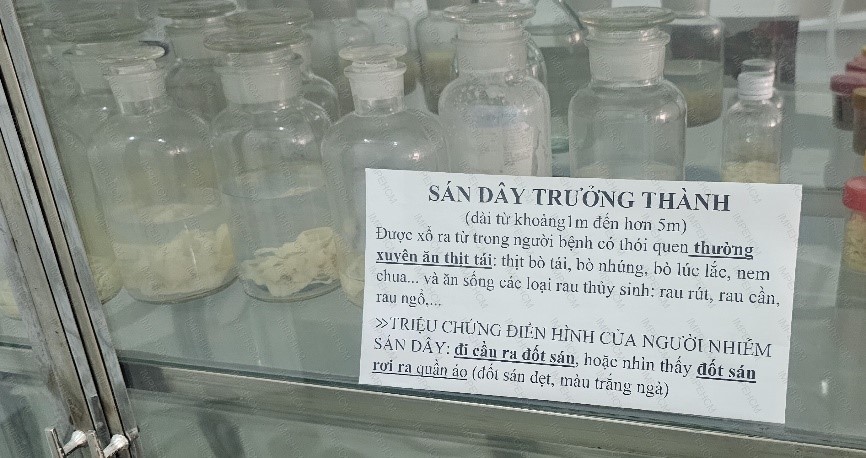 SÁN DÂY TRƯỞNG THÀNH
(dài từ khoảng1m đến hơn 5m)
Được xổ ra từ trong người bệnh có thói quen thường
xuyên ăn thịt tái: thịt bò tái, bò nhúng, bò lúc lắc, nem
chua... và ăn sống các loại rau thủy sinh: rau rút, rau cần,
rau ngổ,...
≫TRIỆU CHỨNG ĐIỂN HÌNH CỦA NGƯỜI NHIỄM
SÁN DÂY: đi cầu ra đốt sán, hoặc nhìn thấy đốt sán
rơi ra quần áo (đốt sán dẹt, màu trắng ngà)